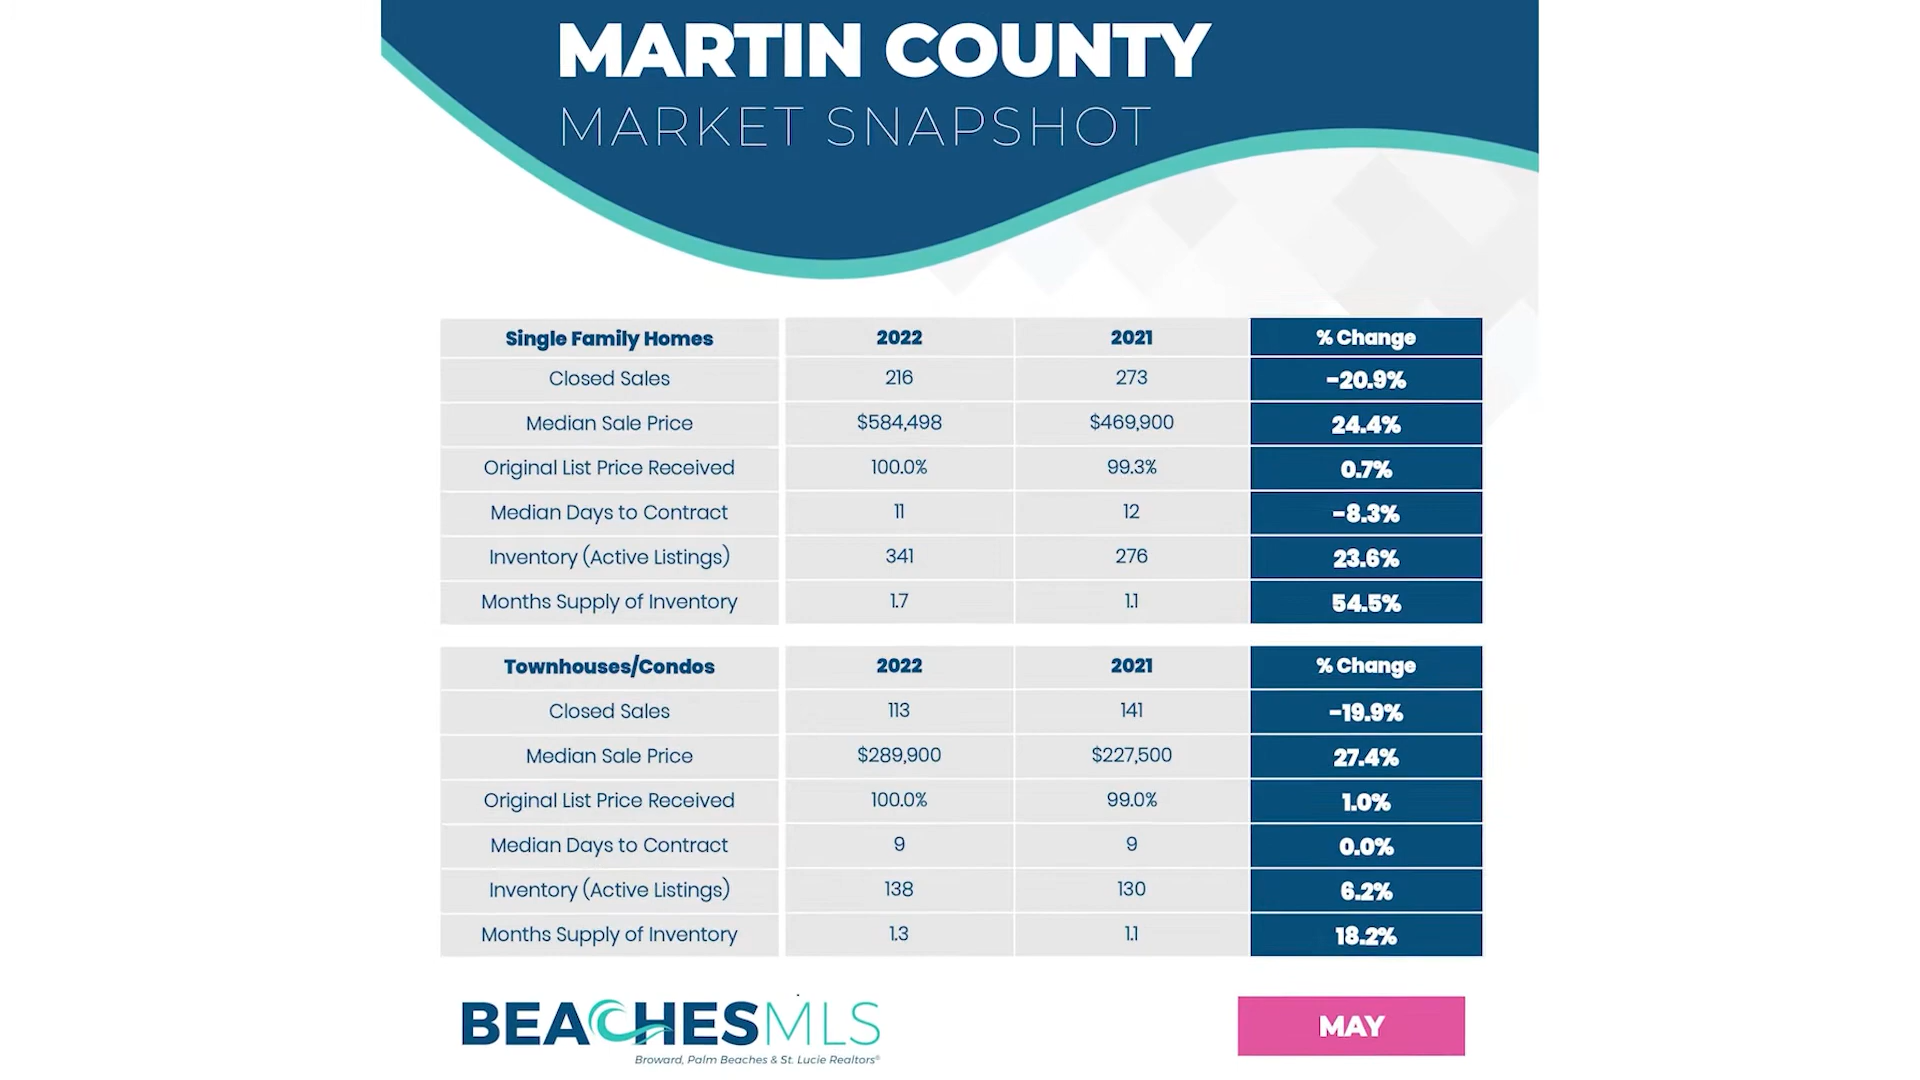 MARTIN COUNTY
MARKET SNAPSHOT
Single Family Homes 2022 2021 % Change
Closed Sales 216 273 -20.9%
Median Sale Price $584,498 $469,900 24.4%
Original List Price Received 100.0% 99.3% 0.7%
Median Days to Contract 11 12 -8.3%
Inventory (Active Listings) 341 276 23.6%
Months Supply of Inventory 1.7 1.1 54.5%
Townhouses/Condos 2022 2021 % Change
Closed Sales 113 141 -19.9%
Median Sale Price $289,900 $227,500 27.4%
Original List Price Received 100.0% 99.0% 1.0%
Median Days to Contract 9 9 0.0%
Inventory (Active Listings) 138 130 6.2%
Months Supply of Inventory 1.3 1.1 18.2%
BEACHESMLS
Broward, Palm Beaches & St. Lucie Realtors®
MAY